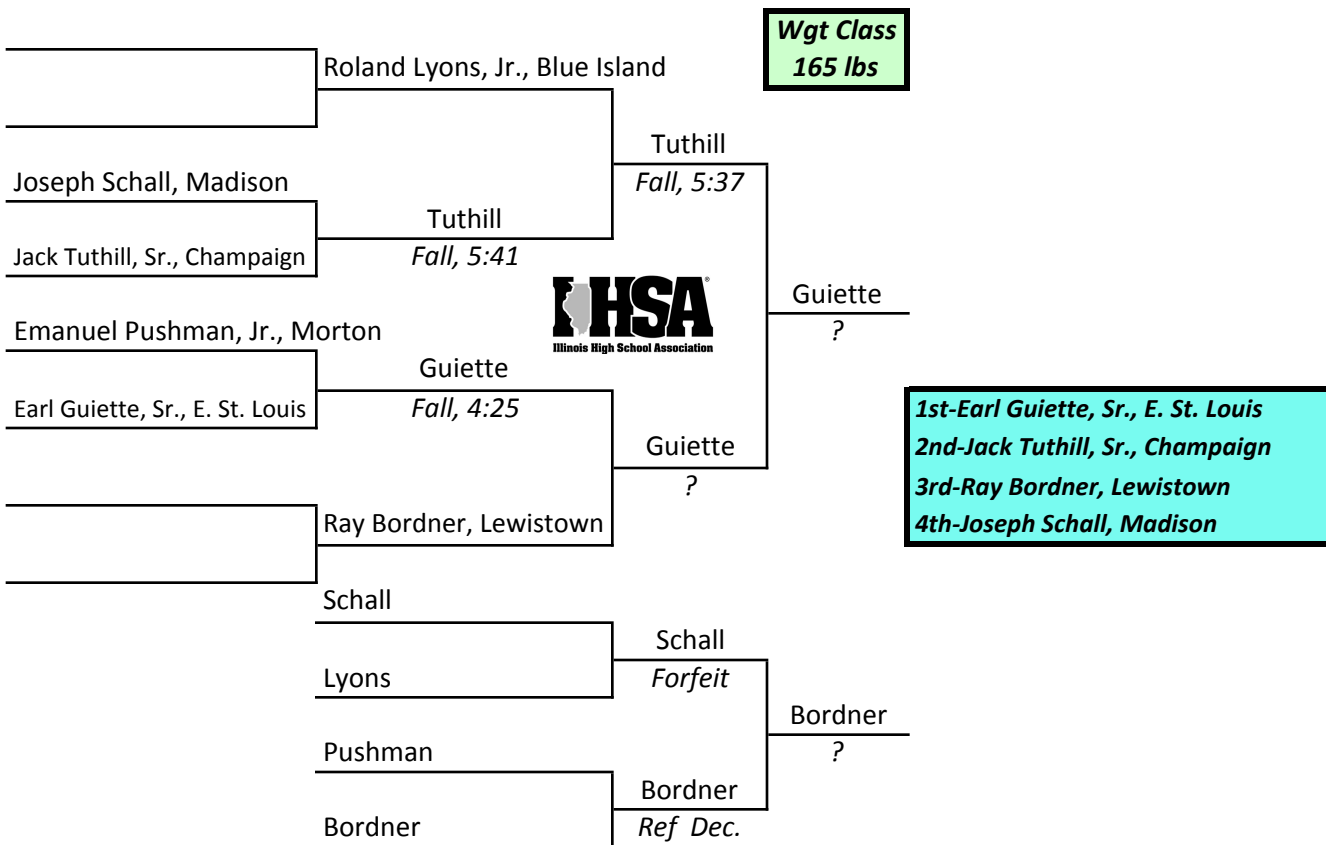 Wgt Class
165 lbs
Roland Lyons, Jr., Blue Island
Tuthill
Fall, 5:37
Joseph Schall, Madison
Tuthill
Fall, 5:41
Jack Tuthill, Sr., Champaign
IHSA
Illinois High School Association
Guiette
?
Emanuel Pushman, Jr., Morton
Guiette
Fall, 4:25
Earl Guiette, Sr., E. St. Louis
Guiette
?
1st-Earl Guiette, Sr., E. St. Louis
2nd-Jack Tuthill, Sr., Champaign
3rd-Ray Bordner, Lewistown
4th-Joseph Schall, Madison
Ray Bordner, Lewistown
Schall
Schall
Forfeit
Lyons
Bordner
?
Pushman
Bordner
Ref Dec.
Bordner